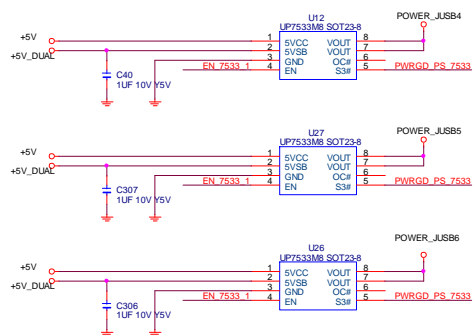 U12
UP7533M8 SOT23-8
POWER_JUSB4
+5V
+5V_DUAL
1 5VCC VOUT 8
2 5VSB VOUT 7
3 GND OC# 6
EN_7533_1 4 EN S3# 5 PWRGD_PS_7533
C40
1UF 10V Y5V
U27
UP7533M8 SOT23-8
POWER_JUSB5
+5V
+5V_DUAL
1 5VCC VOUT 8
2 5VSB VOUT 7
3 GND OC# 6
EN_7533_1 4 EN S3# 5 PWRGD_PS_7533
C307
1UF 10V Y5V
U26
UP7533M8 SOT23-8
POWER_JUSB6
+5V
+5V_DUAL
1 5VCC VOUT 8
2 5VSB VOUT 7
3 GND OC# 6
EN_7533_1 4 EN S3# 5 PWRGD_PS_7533
C306
1UF 10V Y5V